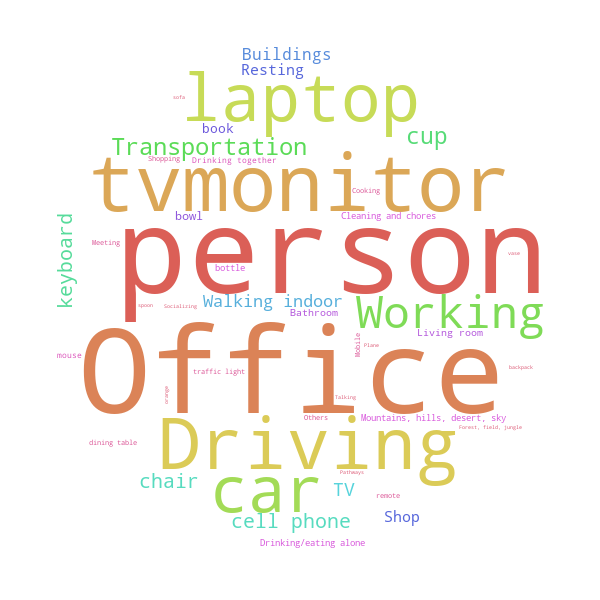 Buildings
Resting
laptop
sofa
book
cup
Transportation
Shopping
Drinking together
tvmonitor
Cooking
bowl
Cleaning and chores
keyboard
person
Meeting
vase
bottle
Walking indoor
Working
spoon
Socializing
Bathroom
Living room
Office
Mobile
Plane
mouse
traffic light
backpack
orange
Talking
Others
Mountains, hills, desert, sky
Driving
Forest, field, jungle
dining table
Pathways
chair
car
TV
remote
cell phone
Shop
Drinking/eating alone